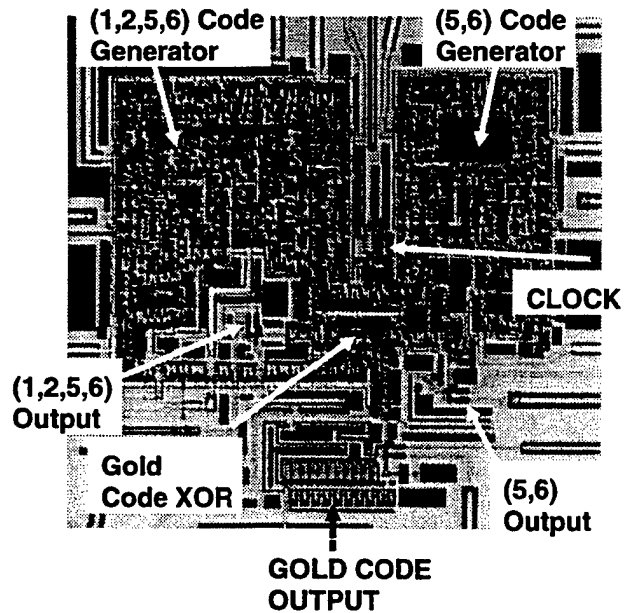 (1,2,5,6) Code
Generator
(5,6) Code
Generator
CLOCK
(1,2,5,6)
Output
Gold
Code XOR
(5,6)
Output
GOLD CODE
OUTPUT